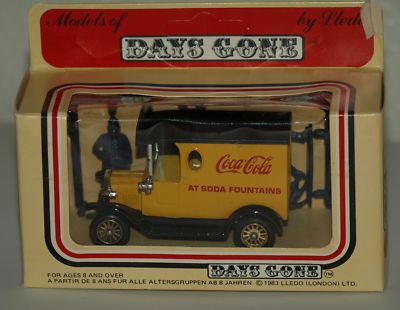 Models of
DAYS GONE
by Lledo
Coca-Cola
AT SODA FOUNTAINS
FOR AGES 8 AND OVER
A PARTIR DE 8 ANS FÜR ALLE ALTERSGRUPPEN AB 8 JAHREN
DAYS GONE TM
© 1983 LLEDO (LONDON) LTD.